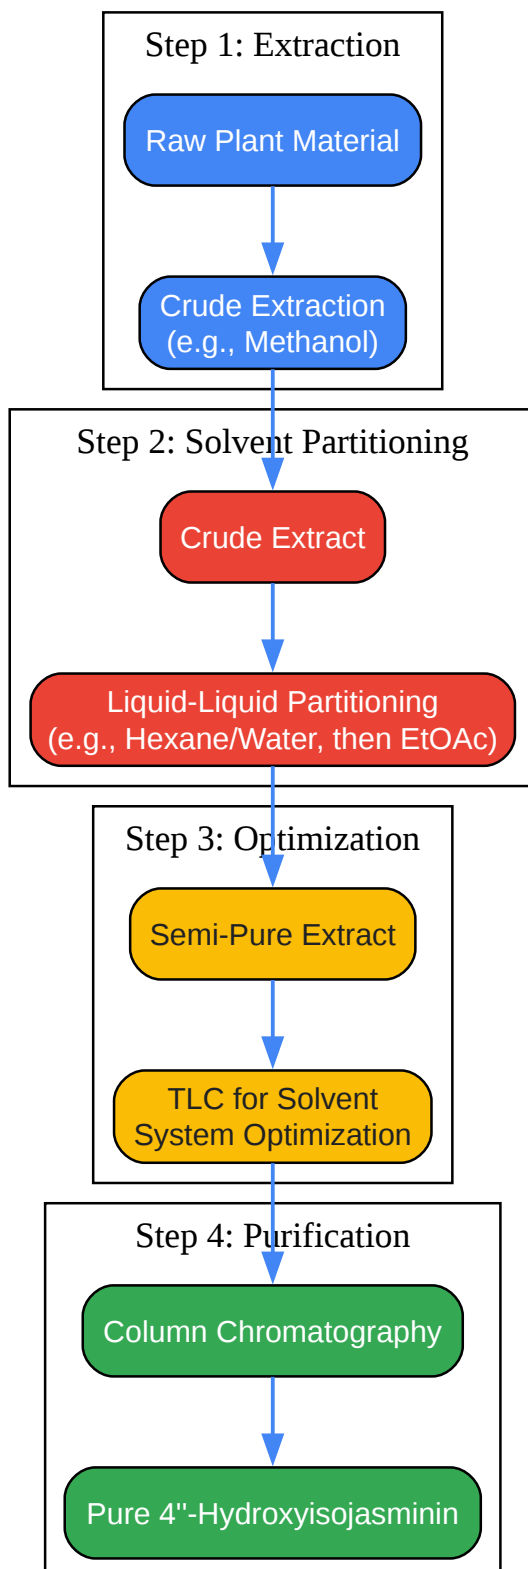 Step 1: Extraction
Raw Plant Material
Crude Extraction
(e.g., Methanol)
Step 2: Solvent Partitioning
Crude Extract
Liquid-Liquid Partitioning
(e.g., Hexane/Water, then EtOAc)
Step 3: Optimization
Semi-Pure Extract
TLC for Solvent
System Optimization
Step 4: Purification
Column Chromatography
Pure 4''-Hydroxyisojasminin